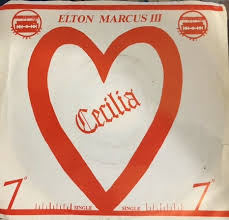 ELTON MARCUS III
Cecilia
7" 7"
SINGLE SINGLE